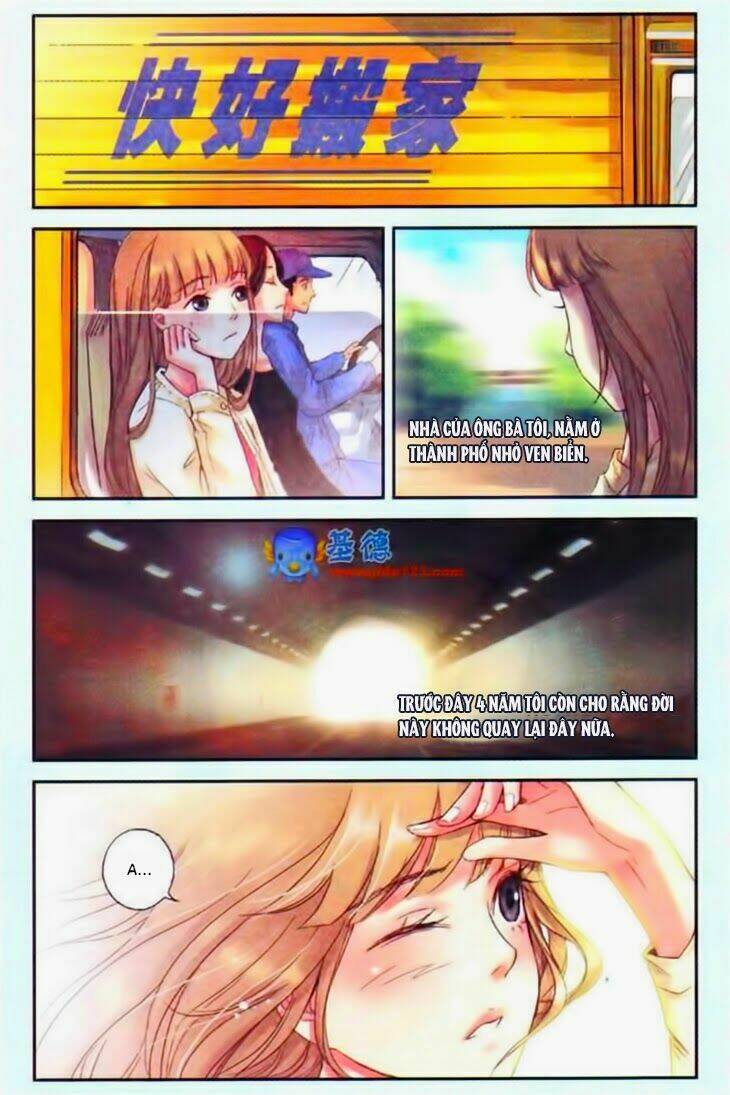 快好搬家
NHÀ CỦA ÔNG BÀ TÔI, NẰM Ở
THÀNH PHỐ NHỎ VEN BIỂN.
基德
TRƯỚC ĐÂY 4 NĂM TÔI CÒN CHO RẰNG ĐỜI
NÀY KHÔNG QUAY LẠI ĐÂY NỮA.
A...